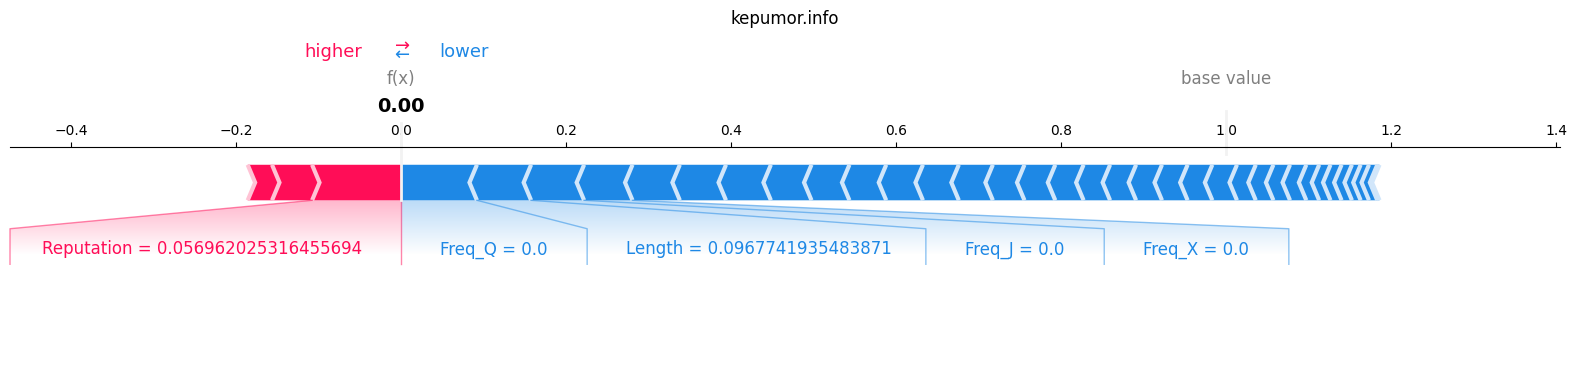 kepumor.info
higher ⇄ lower
f(x) base value
0.00
−0.4 −0.2 0.0 0.2 0.4 0.6 0.8 1.0 1.2 1.4
Reputation = 0.056962025316455694 Freq_Q = 0.0 Length = 0.0967741935483871 Freq_J = 0.0 Freq_X = 0.0